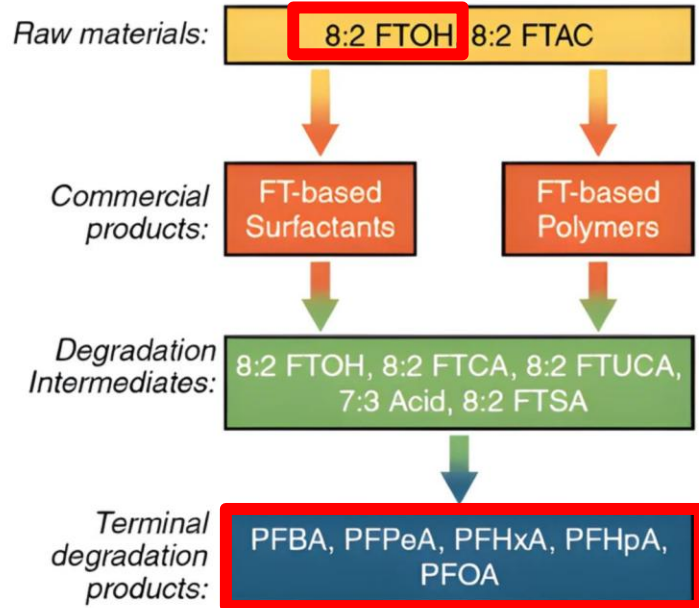 Raw materials:
8:2 FTOH, 8:2 FTAC
Commercial
products:
FT-based
Surfactants
FT-based
Polymers
Degradation
Intermediates:
8:2 FTOH, 8:2 FTCA, 8:2 FTUCA,
7:3 Acid, 8:2 FTSA
Terminal
degradation
products:
PFBA, PFPeA, PFHxA, PFHpA,
PFOA